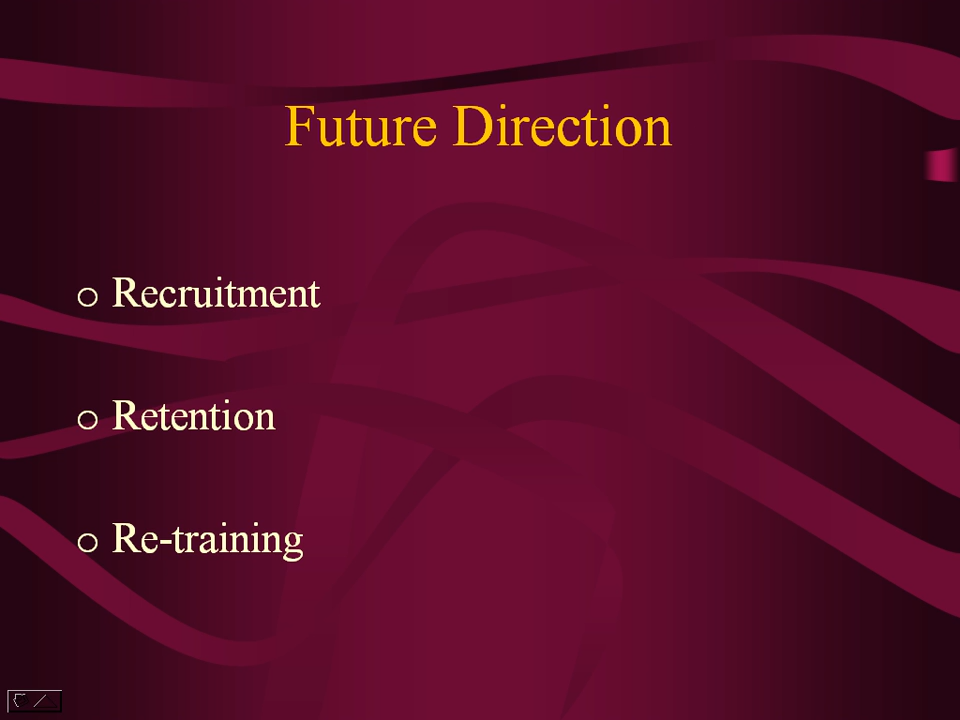 Future Direction
o Recruitment
o Retention
o Re-training